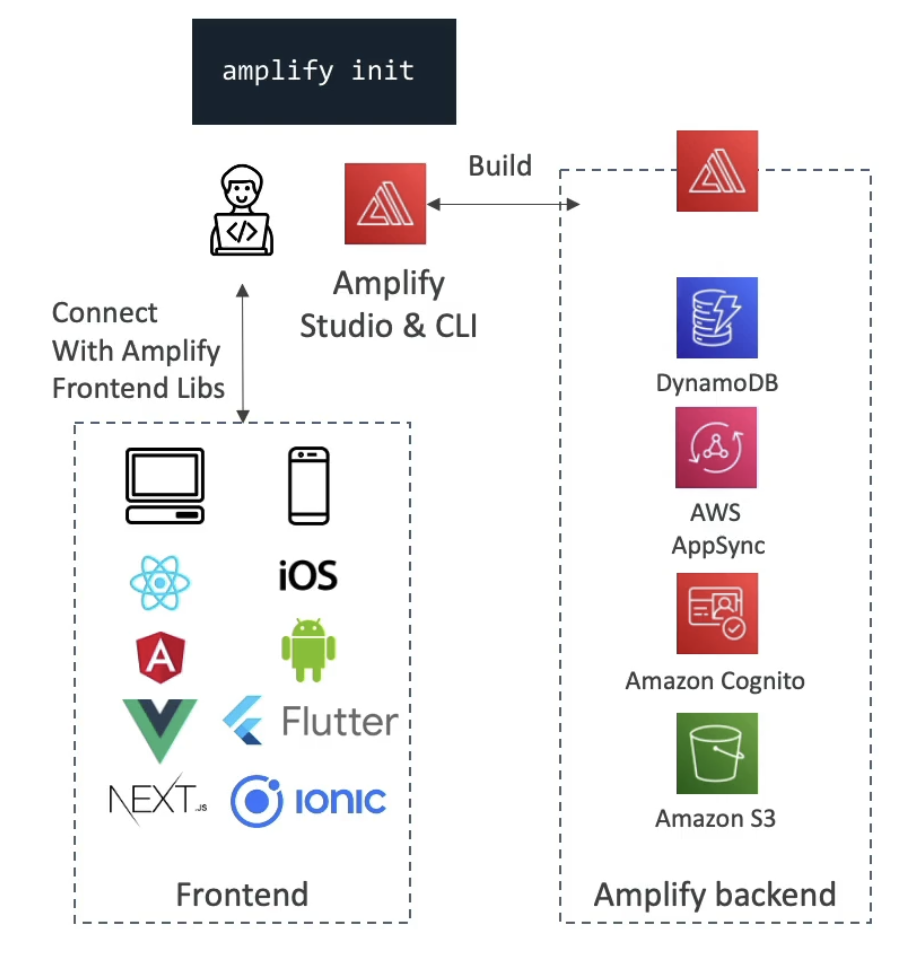 amplify init
Build
Amplify
Studio & CLI
Connect
With Amplify
Frontend Libs
iOS
Flutter
NEXT.JS
IONIC
Frontend
DynamoDB
AWS
AppSync
Amazon Cognito
Amazon S3
Amplify backend